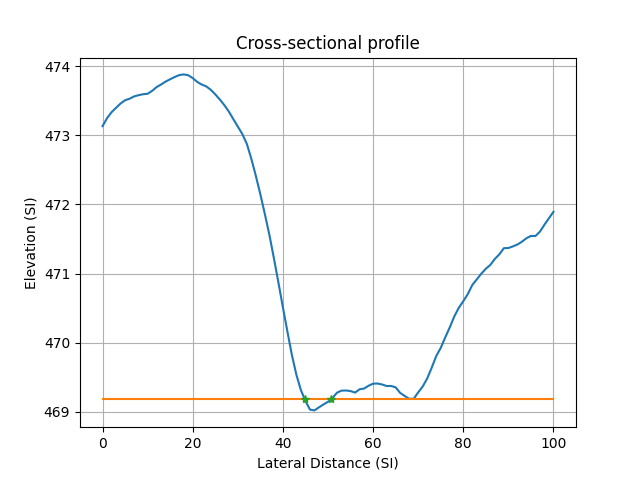 Cross-sectional profile
474
473
472
471
470
469
Elevation (SI)
0 20 40 60 80 100
Lateral Distance (SI)